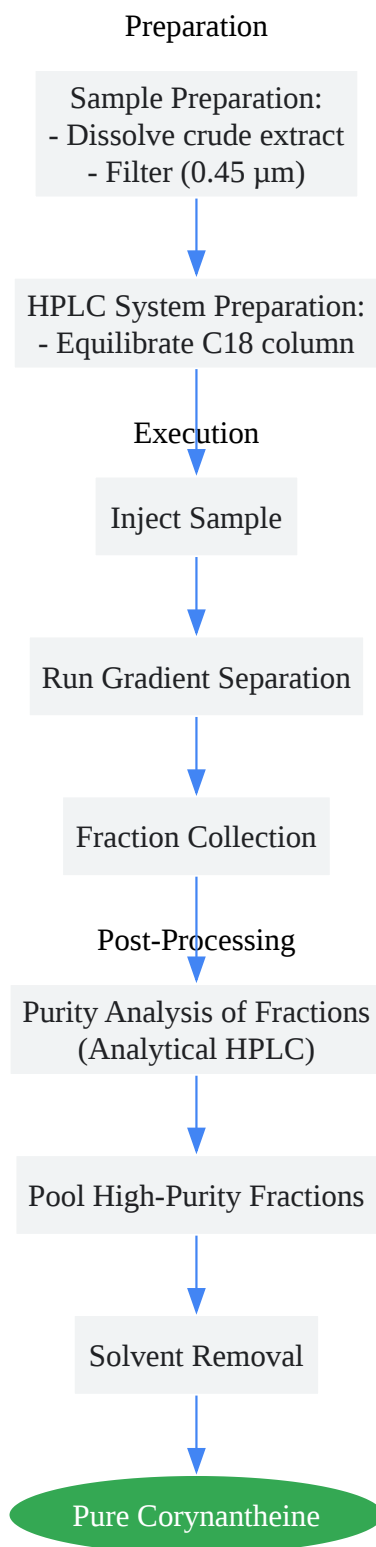 Preparation
Sample Preparation:
- Dissolve crude extract
- Filter (0.45 µm)
HPLC System Preparation:
- Equilibrate C18 column
Execution
Inject Sample
Run Gradient Separation
Fraction Collection
Post-Processing
Purity Analysis of Fractions
(Analytical HPLC)
Pool High-Purity Fractions
Solvent Removal
Pure Corynantheine